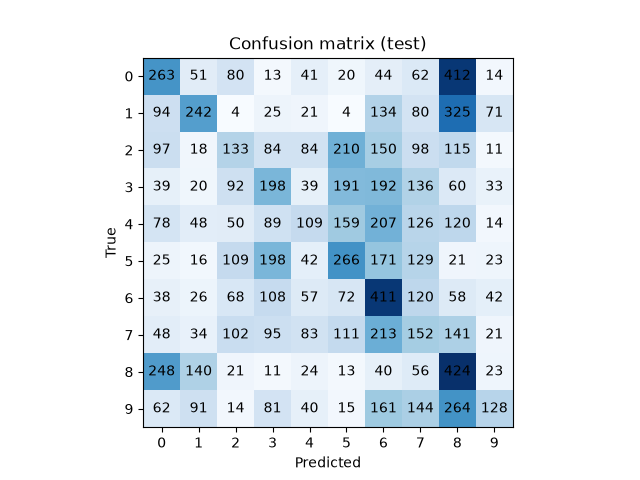 Confusion matrix (test)
0 263 51 80 13 41 20 44 62 412 14
1 94 242 4 25 21 4 134 80 325 71
2 97 18 133 84 84 210 150 98 115 11
3 39 20 92 198 39 191 192 136 60 33
4 78 48 50 89 109 159 207 126 120 14
True
5 25 16 109 198 42 266 171 129 21 23
6 38 26 68 108 57 72 411 120 58 42
7 48 34 102 95 83 111 213 152 141 21
8 248 140 21 11 24 13 40 56 424 23
9 62 91 14 81 40 15 161 144 264 128
0 1 2 3 4 5 6 7 8 9
Predicted